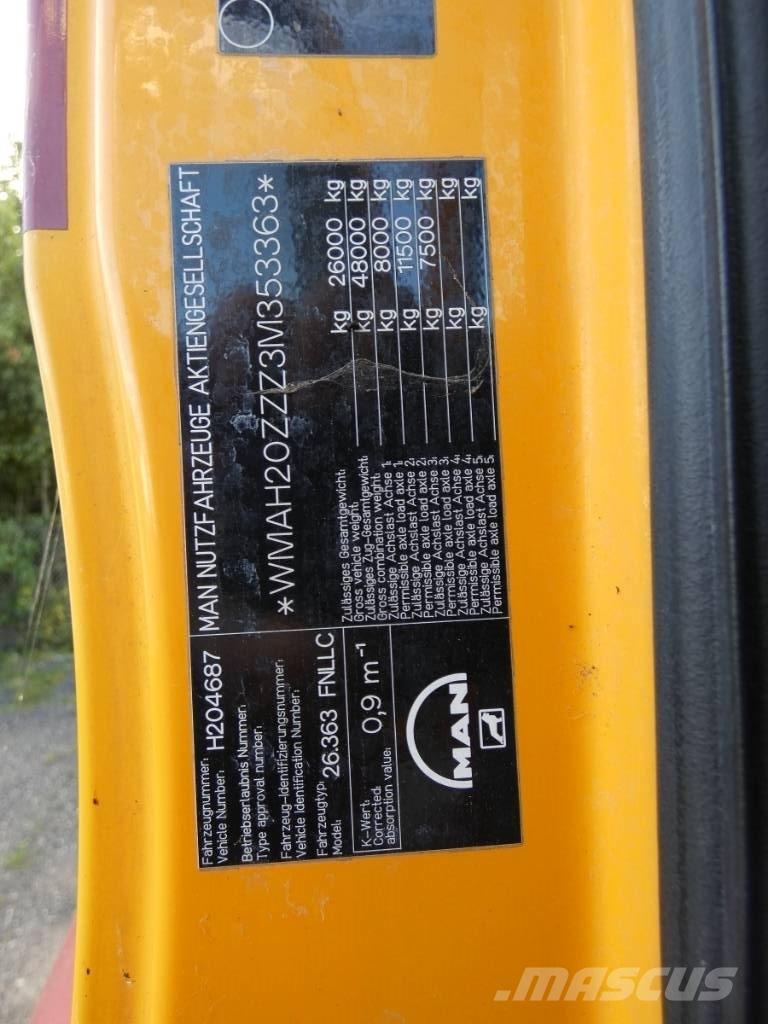 Fahrzeugnummer:
Vehicle Number: H204687
MAN NUTZFAHRZEUGE AKTIENGESELLSCHAFT
Betriebserlaubnis Nummer:
Type approval number:
Fahrzeug-Identifizierungsnummer:
Vehicle Identification Number:
*WMAH20ZZZ3M353363*
Fahrzeugtyp:
Model: 26.363 FNLLC
K-Wert:
Corrected
absorption value: 0,9 m-1
MAN
Zulässiges Gesamtgewicht:
Gross vehicle weight: kg 26000 kg
Zulässiges Zug-Gesamtgewicht:
Gross combination weight: kg 48000 kg
Zulässige Achslast Achse 1:
Permissible axle load axle 1: kg 8000 kg
Zulässige Achslast Achse 2:
Permissible axle load axle 2: kg 11500 kg
Zulässige Achslast Achse 3:
Permissible axle load axle 3: kg 7500 kg
Zulässige Achslast Achse 4:
Permissible axle load axle 4: kg kg
Zulässige Achslast Achse 5:
Permissible axle load axle 5: kg kg
MASCUS